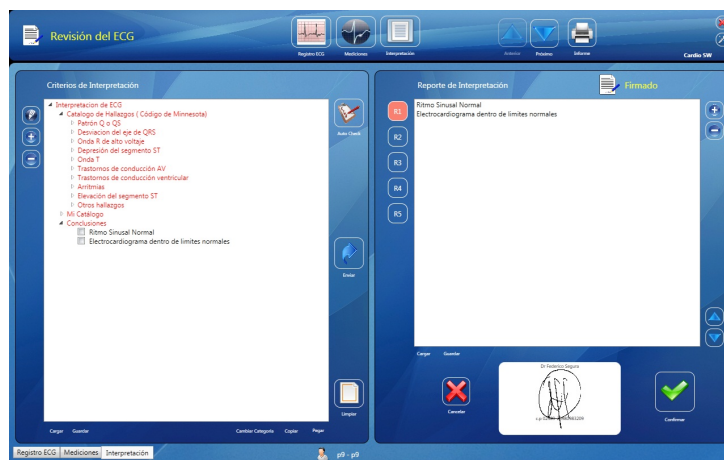 Revisión del ECG
Registro ECG
Mediciones
Interpretación
Anterior
Próximo
Informe
Cardio SW
Criterios de Interpretación
Interpretacion de ECG
Catalogo de Hallazgos ( Código de Minnesota)
Patrón Q o QS
Desviacion del eje de QRS
Onda R de alto voltaje
Depresión del segmento ST
Onda T
Trastornos de conducción AV
Trastornos de conducción ventricular
Arritmias
Elevación del segmento ST
Otros hallazgos
Mi Catálogo
Conclusiones
Ritmo Sinusal Normal
Electrocardiograma dentro de limites normales
Auto Check
Enviar
Limpiar
Cargar
Guardar
Cambiar Categoría
Copiar
Pegar
Reporte de Interpretación
Firmado
R1
R2
R3
R4
R5
Ritmo Sinusal Normal
Electrocardiograma dentro de limites normales
Cargar
Guardar
Cancelar
Dr Federico Segura
Confirmar
Registro ECG
Mediciones
Interpretación
p9 - p9